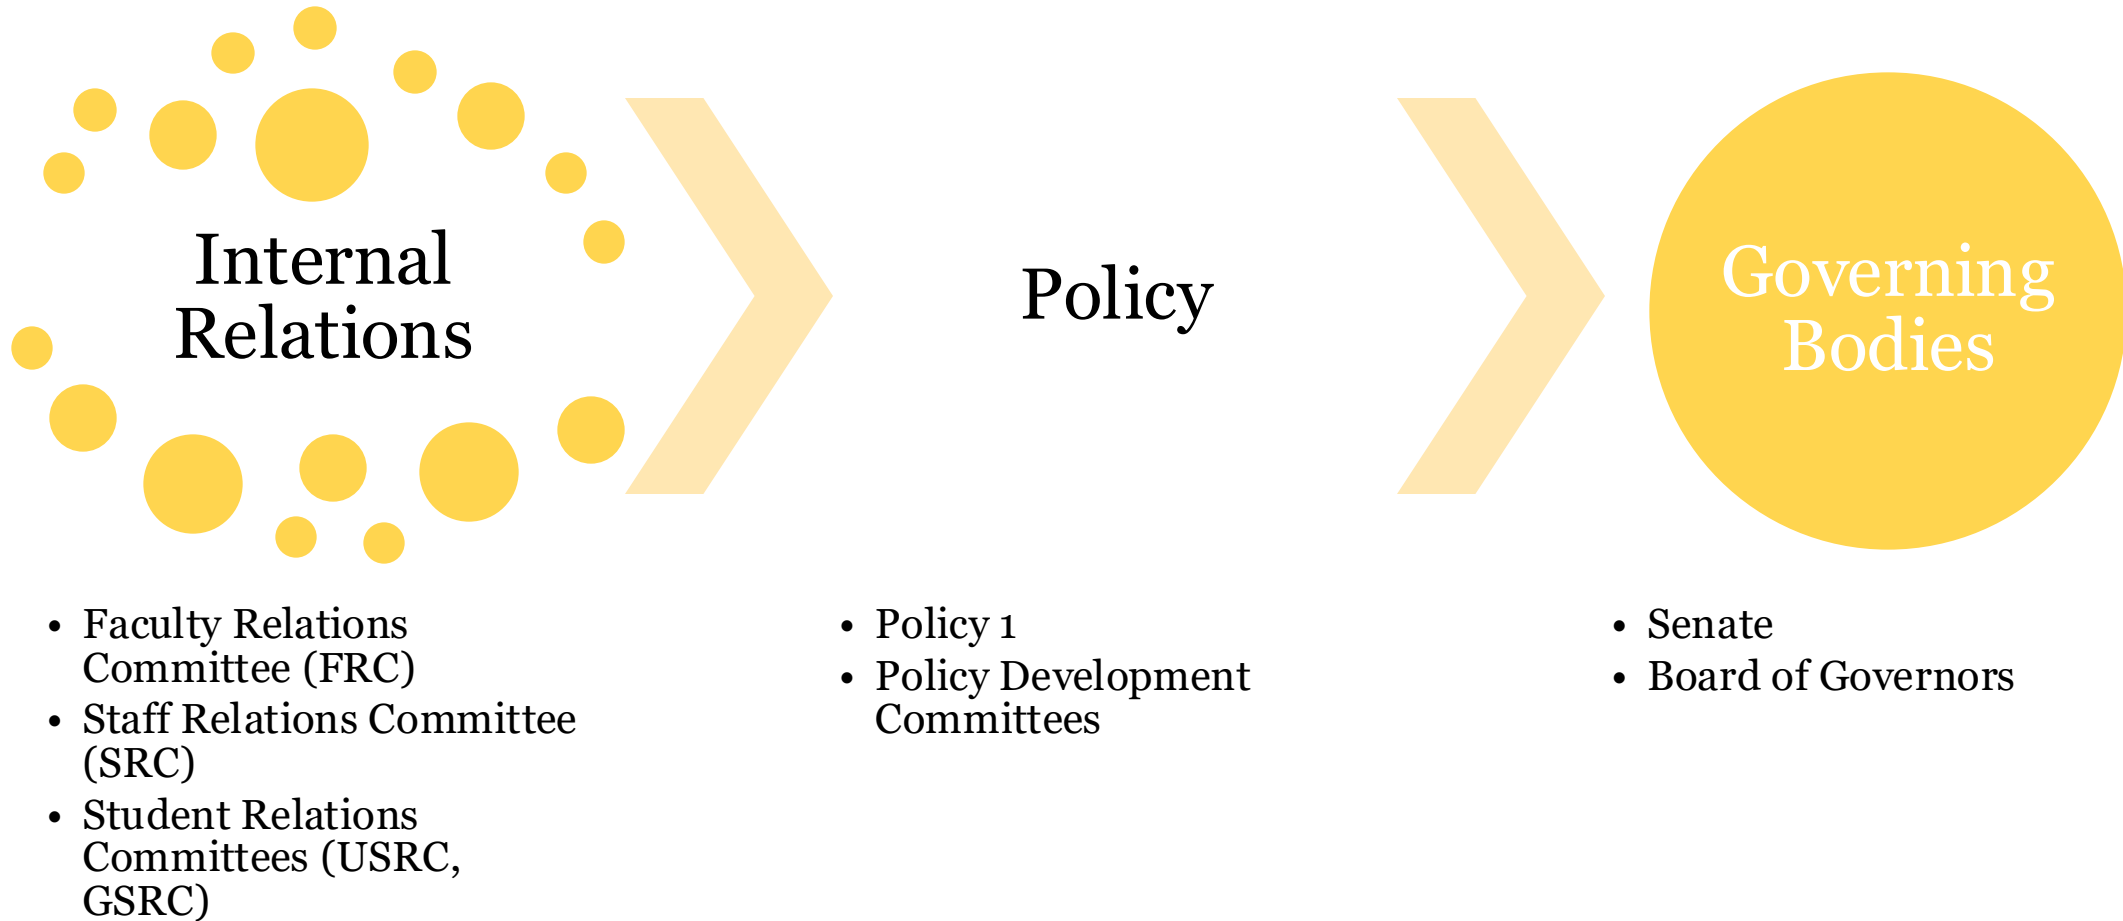 Internal
Relations
Policy
Governing
Bodies
• Faculty Relations
Committee (FRC)
• Staff Relations Committee
(SRC)
• Student Relations
Committees (USRC,
GSRC)
• Policy 1
• Policy Development
Committees
• Senate
• Board of Governors